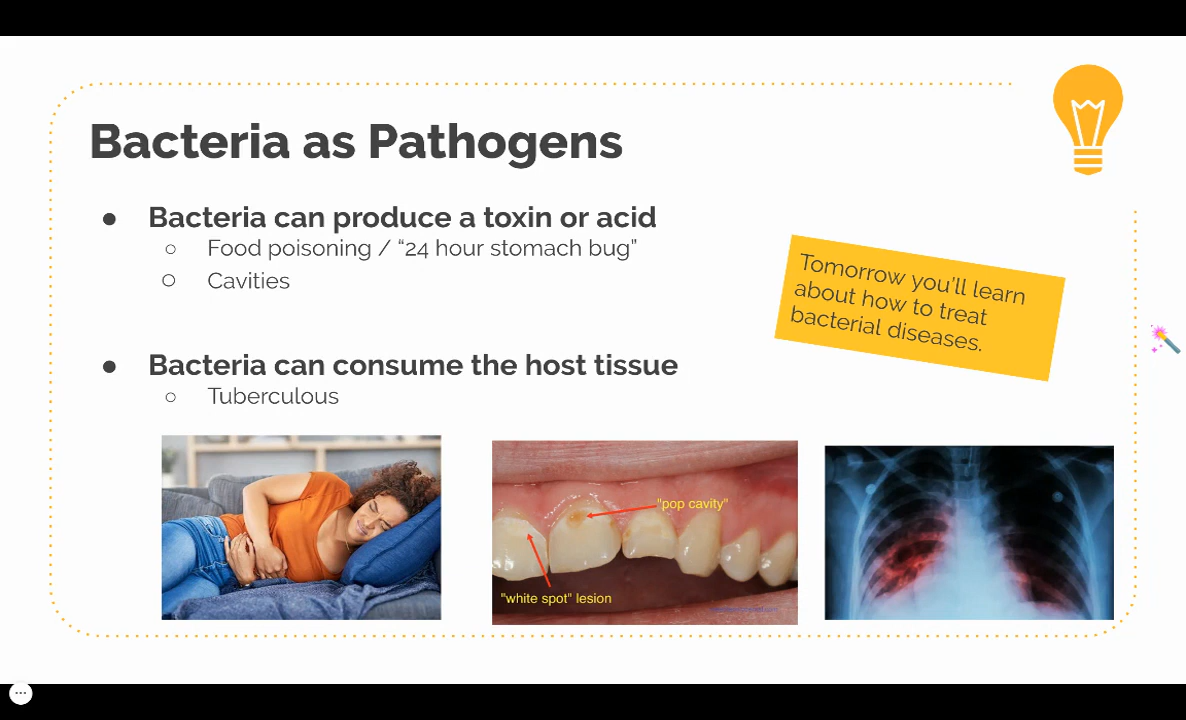 Bacteria as Pathogens
● Bacteria can produce a toxin or acid
○ Food poisoning / “24 hour stomach bug”
○ Cavities
● Bacteria can consume the host tissue
○ Tuberculous
Tomorrow you'll learn
about how to treat
bacterial diseases.
"pop cavity"
"white spot" lesion